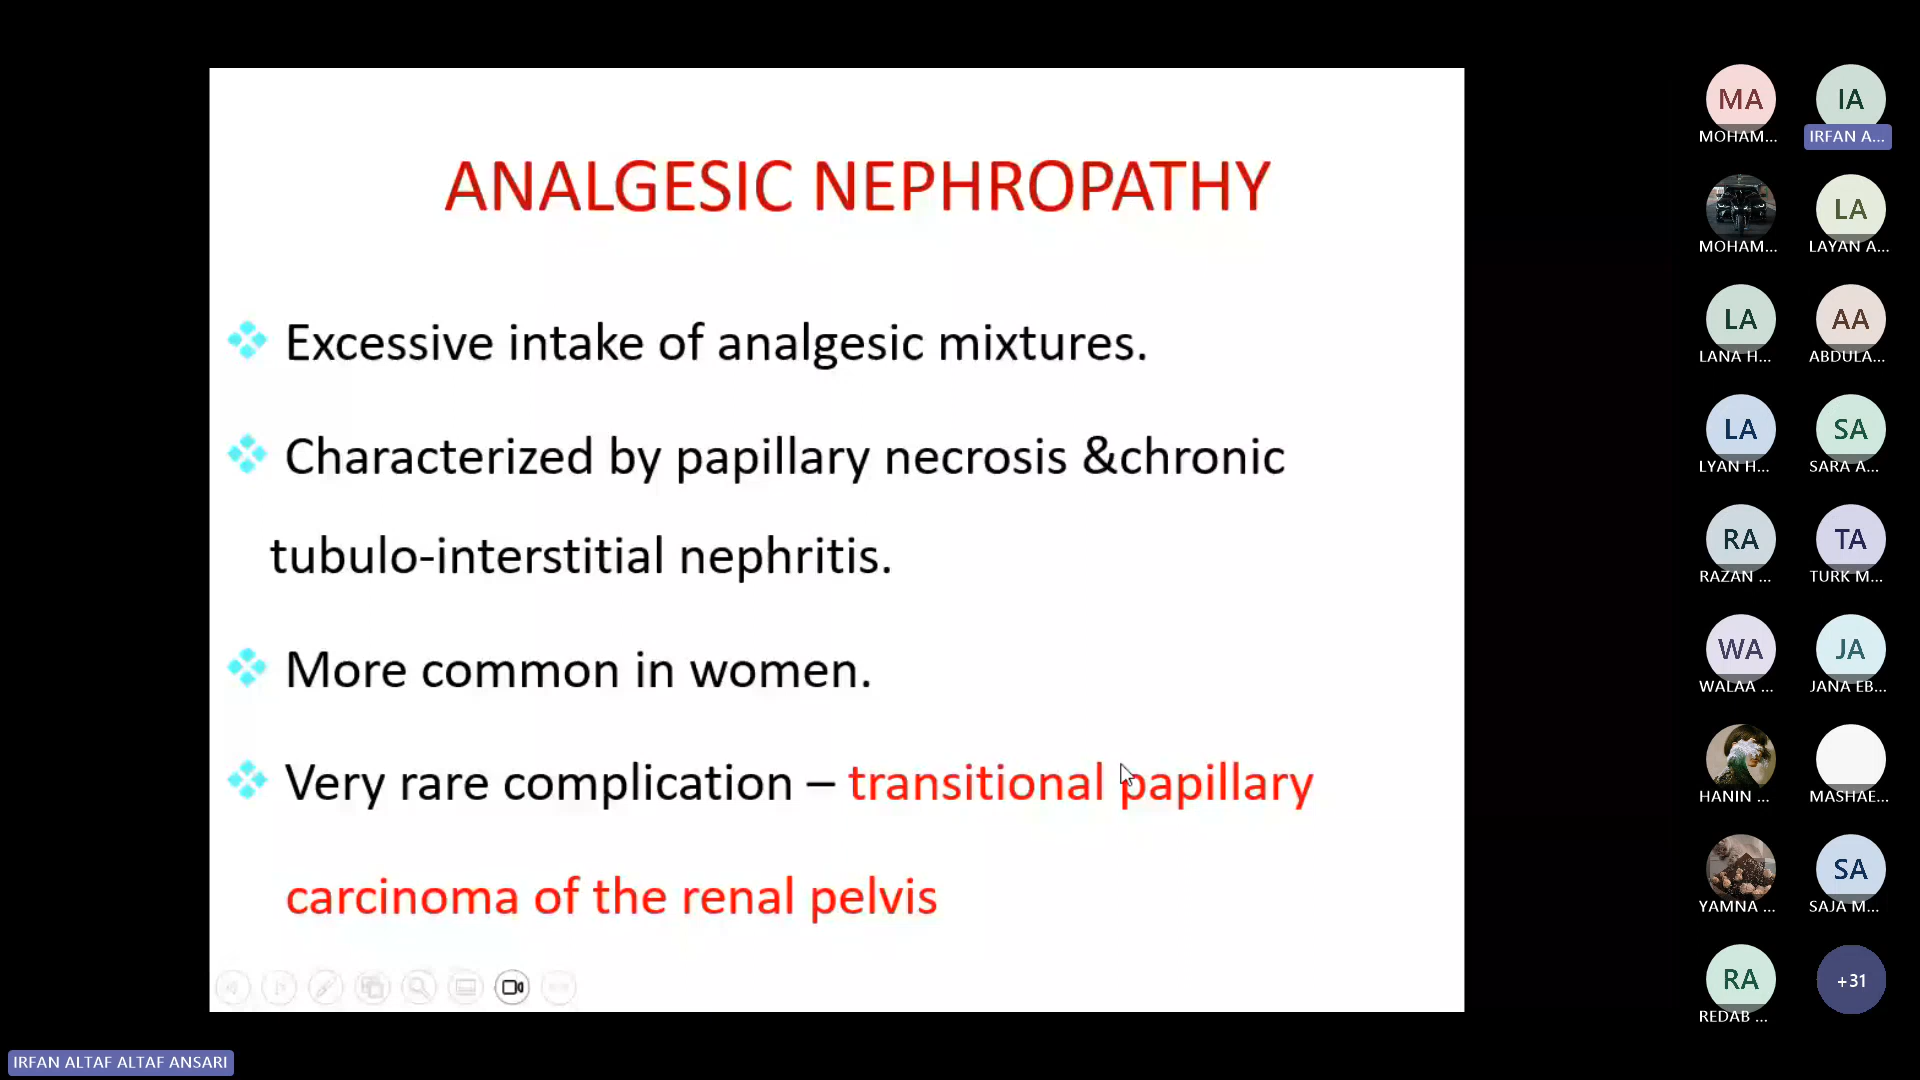 ANALGESIC NEPHROPATHY
Excessive intake of analgesic mixtures.
Characterized by papillary necrosis &chronic
tubulo-interstitial nephritis.
More common in women.
Very rare complication – transitional papillary
carcinoma of the renal pelvis
MA
MOHAM...
IA
IRFAN A...
MOHAM...
LA
LAYAN A...
LA
LANA H...
AA
ABDULA...
LA
LYAN H...
SA
SARA A...
RA
RAZAN ...
TA
TURK M...
WA
WALAA ...
JA
JANA EB...
HANIN ...
MASHAE...
YAMNA ...
SA
SAJA M...
RA
REDAB ...
+31
IRFAN ALTAF ALTAF ANSARI